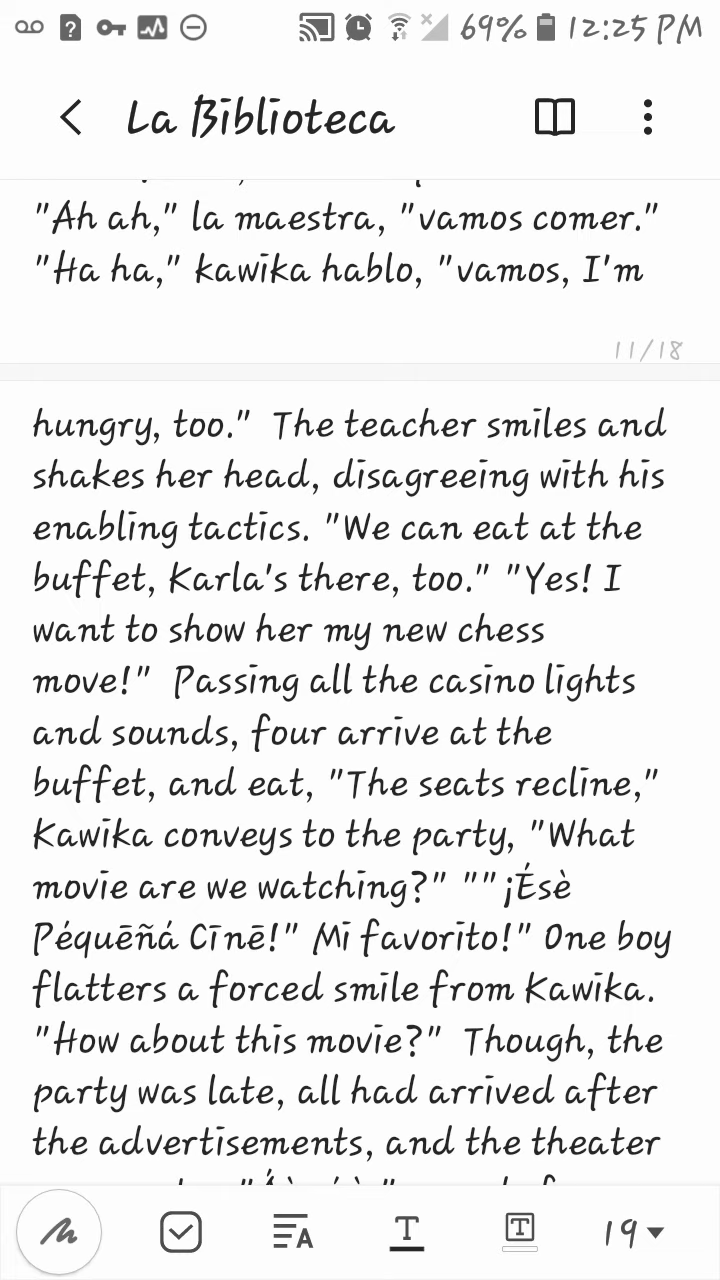 69% 12:25 PM
La Biblioteca
"Ah ah," la maestra, "vamos comer."
"Ha ha," kawika hablo, "vamos, I'm
11/18
hungry, too."  The teacher smiles and
shakes her head, disagreeing with his
enabling tactics. "We can eat at the
buffet, Karla's there, too." "Yes! I
want to show her my new chess
move!"  Passing all the casino lights
and sounds, four arrive at the
buffet, and eat, "The seats recline,"
Kawika conveys to the party, "What
movie are we watching?" ""¡Ésè
Péquēñá Cīnē!" Mi favorito!" One boy
flatters a forced smile from Kawika.
"How about this movie?"  Though, the
party was late, all had arrived after
the advertisements, and the theater
19